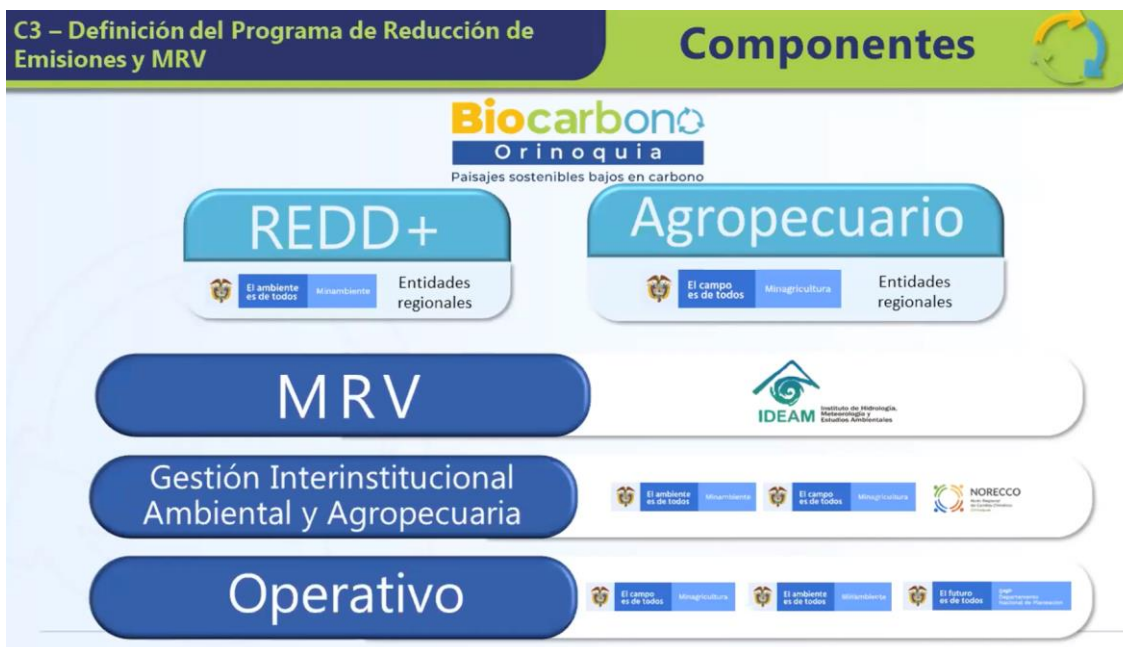 C3 – Definición del Programa de Reducción de
Emisiones y MRV
Componentes
Biocarbono
Orinoquia
Paisajes sostenibles bajos en carbono
REDD+
El ambiente
es de todos
Minambiente
Entidades
regionales
Agropecuario
El campo
es de todos
Minagricultura
Entidades
regionales
MRV
IDEAM
Instituto de Hidrología,
Meteorología y
Estudios Ambientales
Gestión Interinstitucional
Ambiental y Agropecuaria
El ambiente
es de todos
Minambiente
El campo
es de todos
Minagricultura
NORECCO
Operativo
El campo
es de todos
Minagricultura
El ambiente
es de todos
Minambiente
El futuro
es de todos
DNP
Departamento
Nacional de Planeación